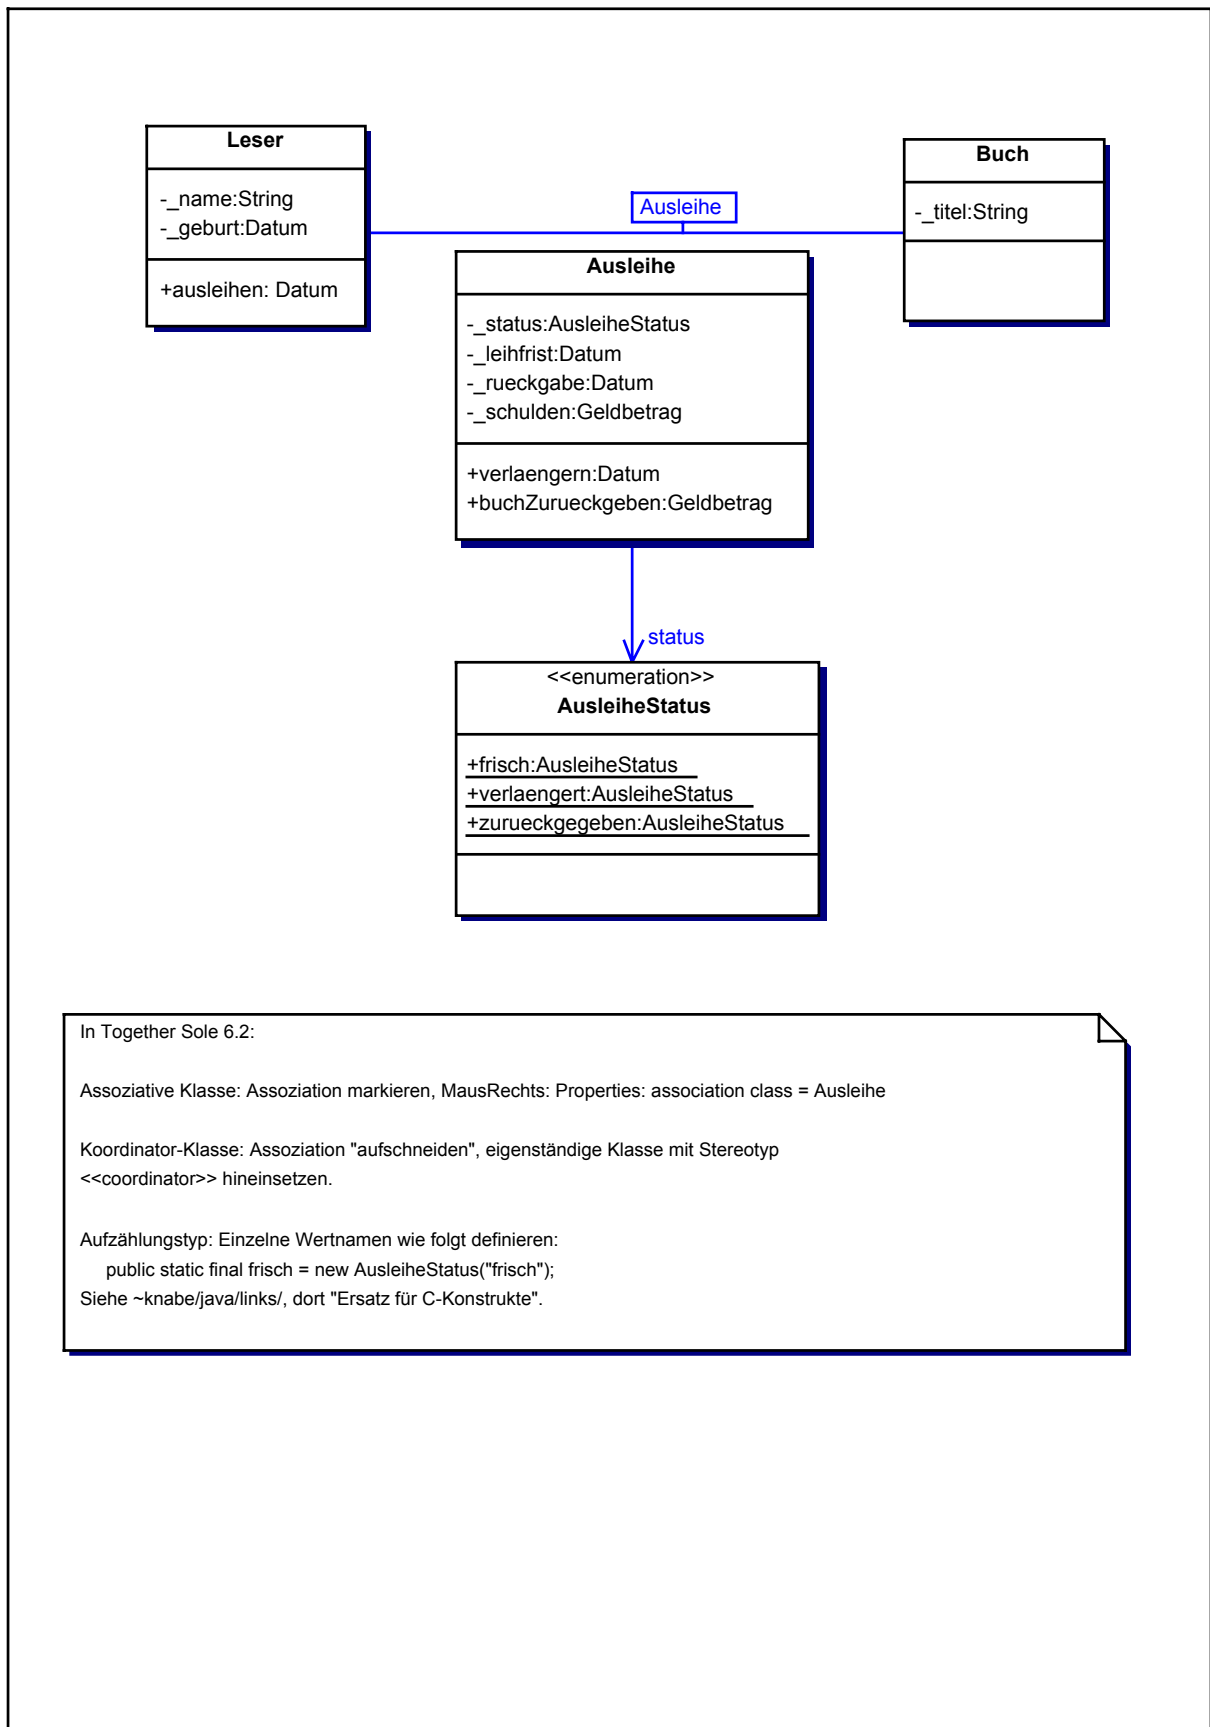 Leser
-_name:String
-_geburt:Datum
+ausleihen: Datum
Ausleihe
Buch
-_titel:String
Ausleihe
-_status:AusleiheStatus
-_leihfrist:Datum
-_rueckgabe:Datum
-_schulden:Geldbetrag
+verlaengern:Datum
+buchZurueckgeben:Geldbetrag
status
<<enumeration>>
AusleiheStatus
+frisch:AusleiheStatus
+verlaengert:AusleiheStatus
+zurueckgegeben:AusleiheStatus
In Together Sole 6.2:
Assoziative Klasse: Assoziation markieren, MausRechts: Properties: association class = Ausleihe
Koordinator-Klasse: Assoziation "aufschneiden", eigenständige Klasse mit Stereotyp
<<coordinator>> hineinsetzen.
Aufzählungstyp: Einzelne Wertnamen wie folgt definieren:
public static final frisch = new AusleiheStatus("frisch");
Siehe ~knabe/java/links/, dort "Ersatz für C-Konstrukte".